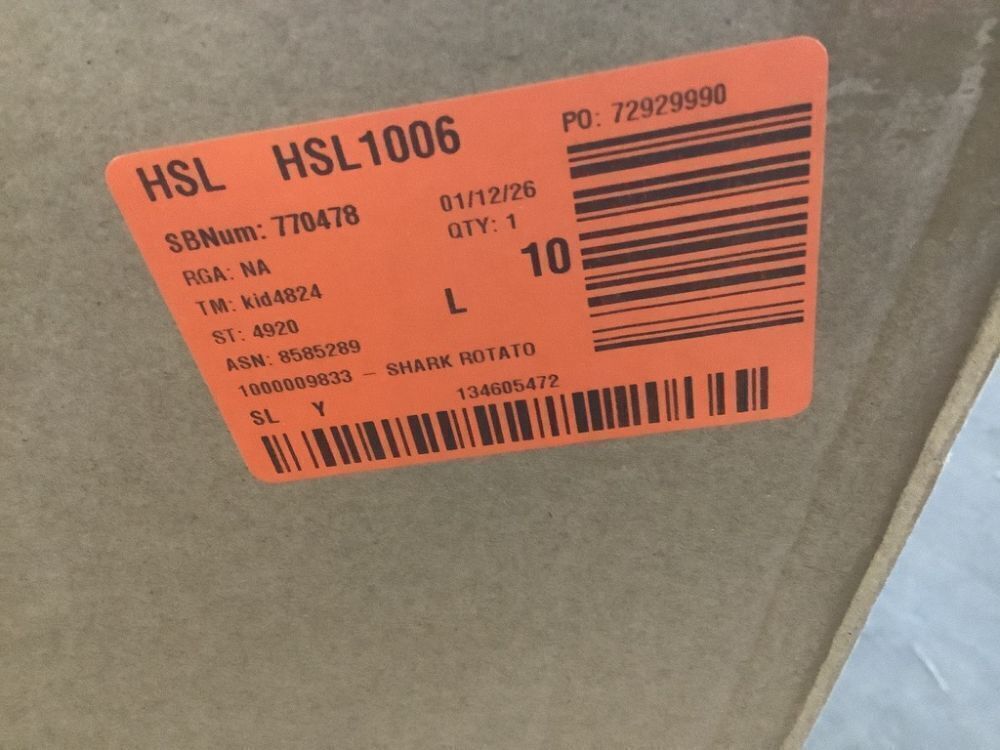 HSL HSL1006
PO: 72929990
SBNum: 770478
01/12/26
RGA: NA
QTY: 1
TM: kid4824
L
10
ST: 4920
ASN: 8585289
1000009833 - SHARK ROTATO
SL Y
134605472